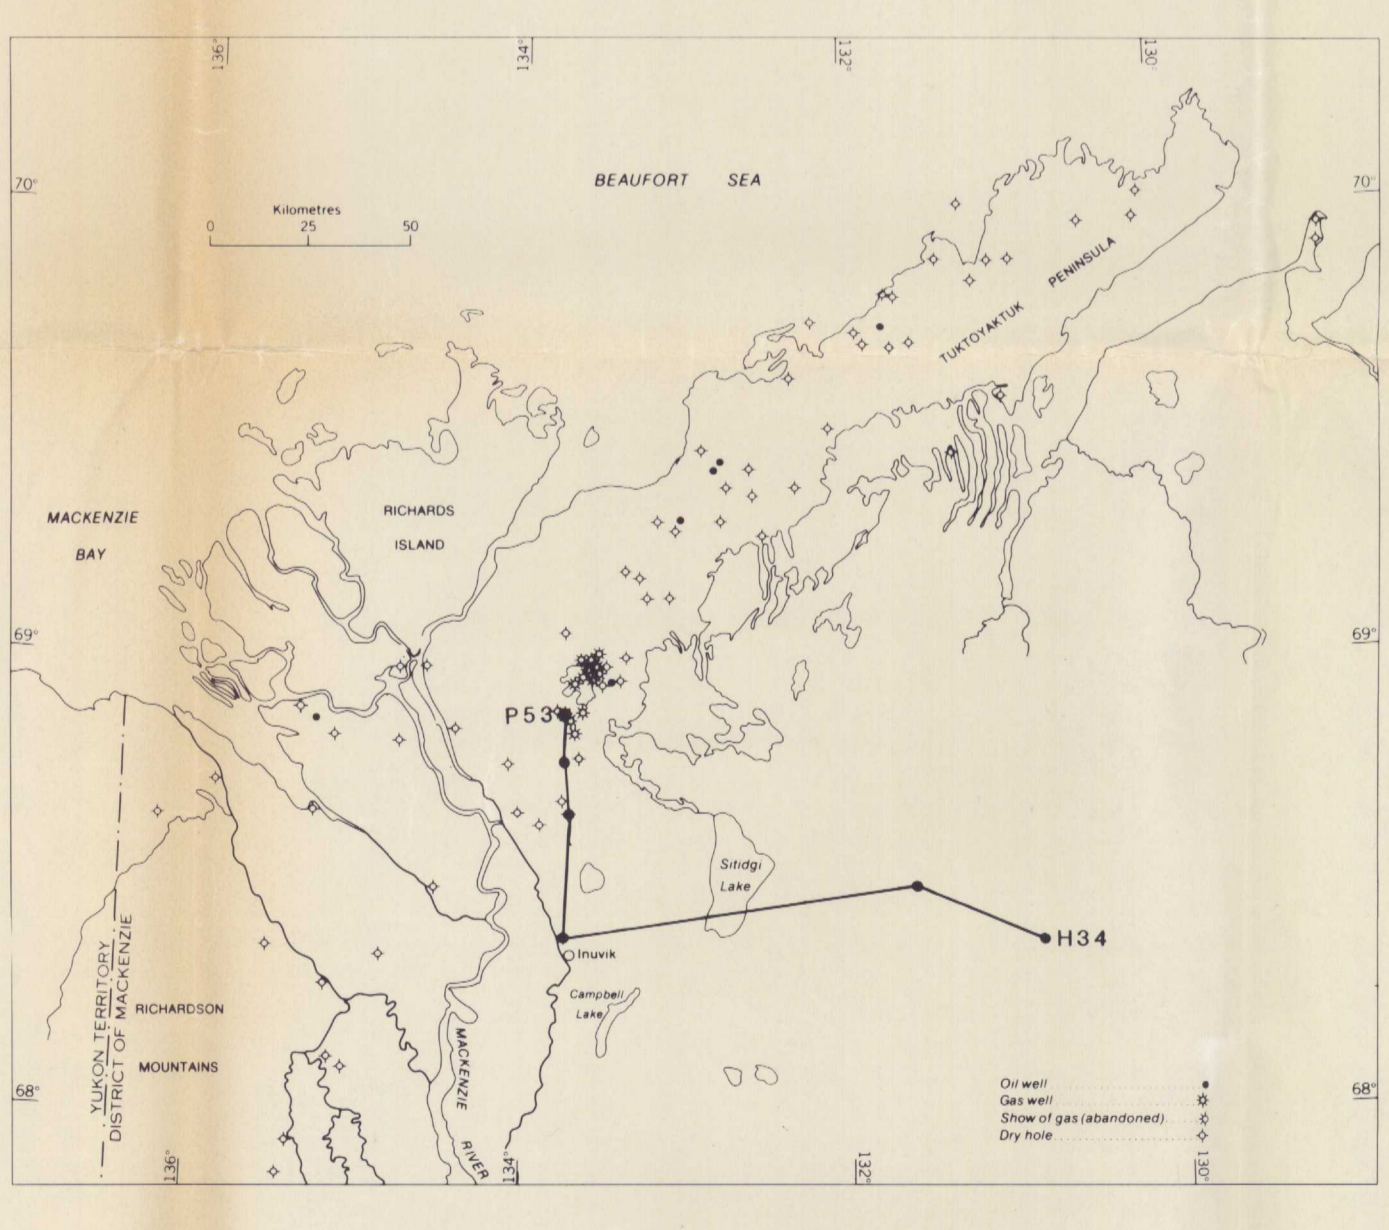 136°
134°
132°
130°
BEAUFORT SEA
70°
70°
Kilometres
0 25 50
PENINSULA
TUKTOYAKTUK
MACKENZIE
BAY
RICHARDS
ISLAND
69°
69°
P53
Sitidgi
Lake
H34
Inuvik
Campbell
Lake
YUKON TERRITORY
DISTRICT OF MACKENZIE
RICHARDSON
MOUNTAINS
MACKENZIE
RIVER
68°
68°
Oil well
Gas well
Show of gas (abandoned)
Dry hole
136°
134°
132°
130°